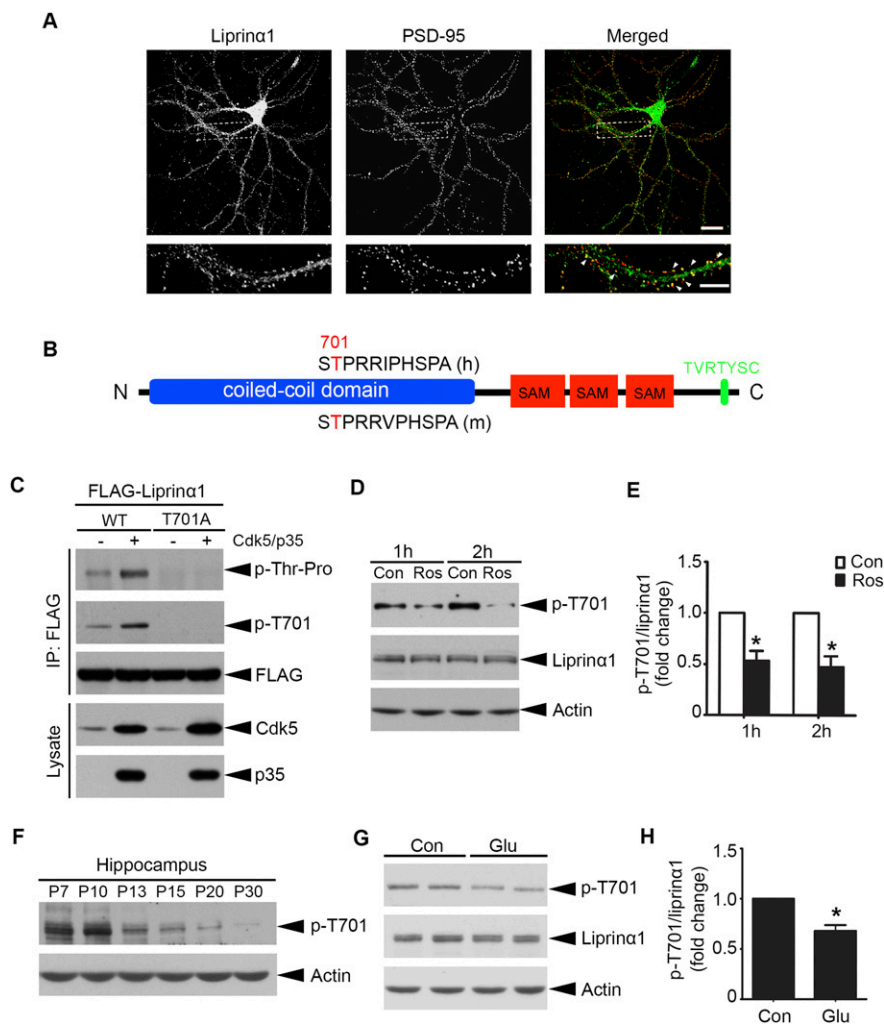 A
Liprinα1 PSD-95 Merged
B
701
STPRRIPHSPA (h)
TVRTYSC
N coiled-coil domain SAM SAM SAM C
STPRRVPHSPA (m)
C
FLAG-Liprinα1
WT T701A
- + - + Cdk5/p35
IP: FLAG
p-Thr-Pro
p-T701
FLAG
Lysate
Cdk5
p35
D
1h 2h
Con Ros Con Ros
p-T701
Liprinα1
Actin
E
p-T701/liprinα1
(fold change)
1.5
1.0
0.5
0
Con
Ros
* *
1h 2h
F
Hippocampus
P7 P10 P13 P15 P20 P30
p-T701
Actin
G
Con Glu
p-T701
Liprinα1
Actin
H
p-T701/liprinα1
(fold change)
1.5
1.0
0.5
0
*
Con Glu